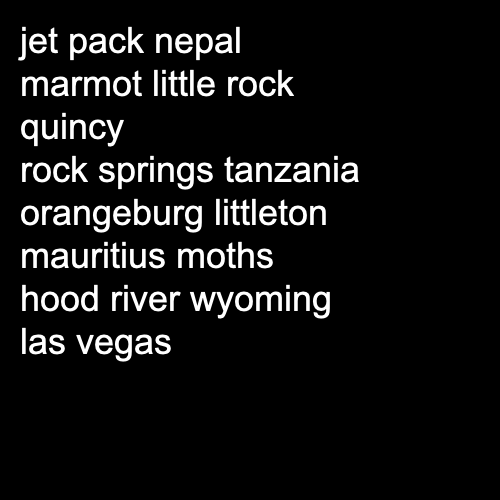 jet pack nepal
marmot little rock
quincy
rock springs tanzania
orangeburg littleton
mauritius moths
hood river wyoming
las vegas